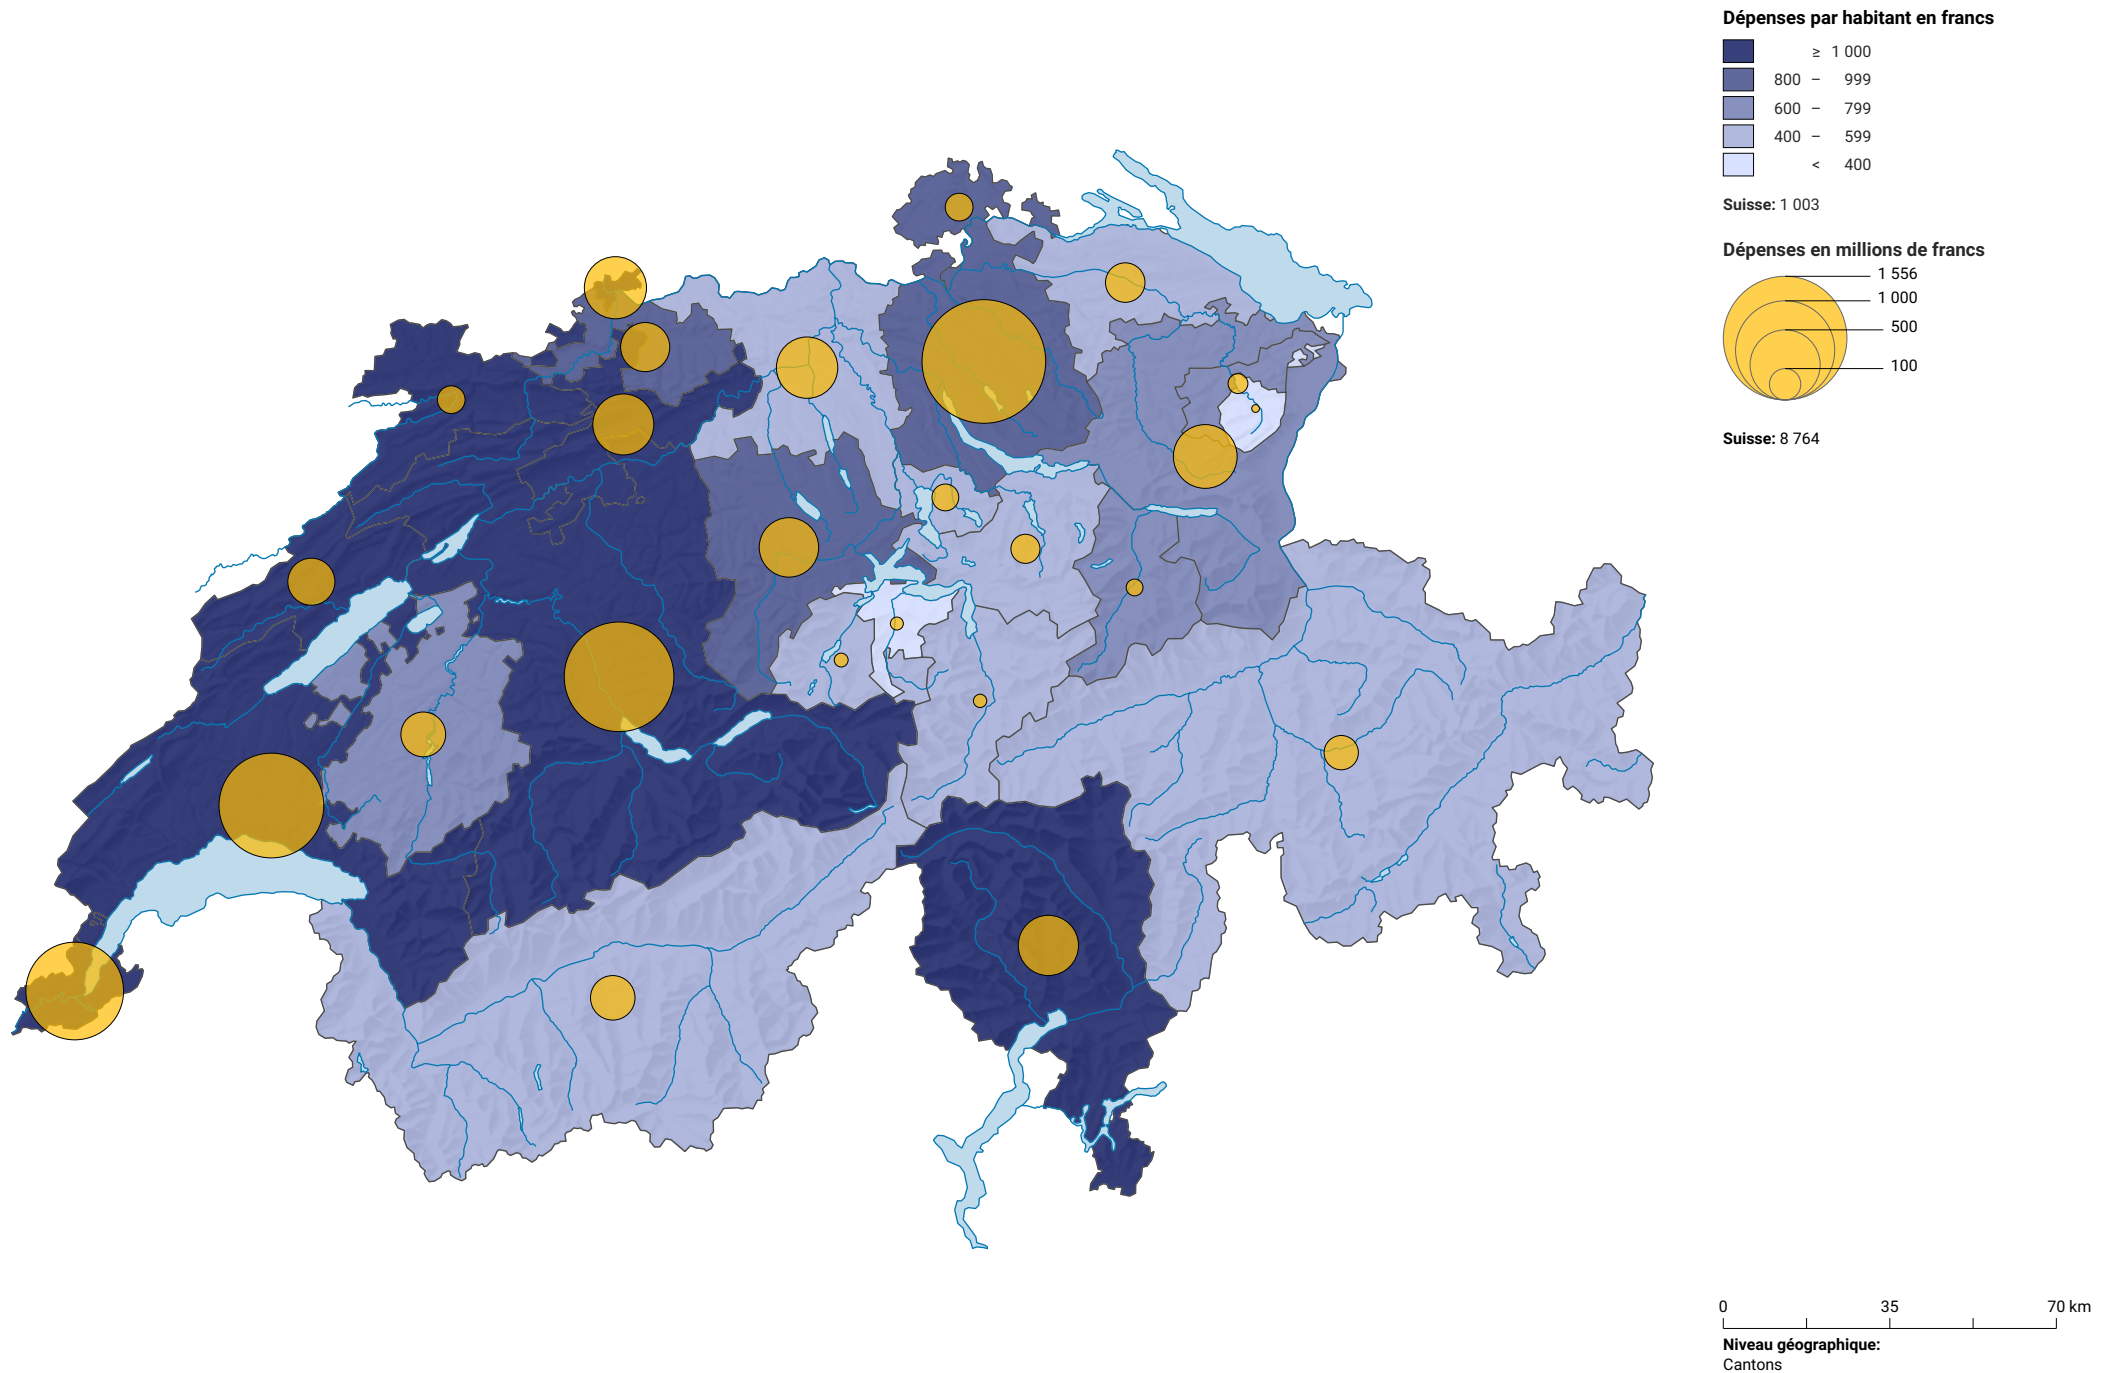 Dépenses par habitant en francs
≥ 1 000
800 – 999
600 – 799
400 – 599
< 400
Suisse: 1 003
Dépenses en millions de francs
1 556
1 000
500
100
Suisse: 8 764
0 35 70 km
Niveau géographique:
Cantons